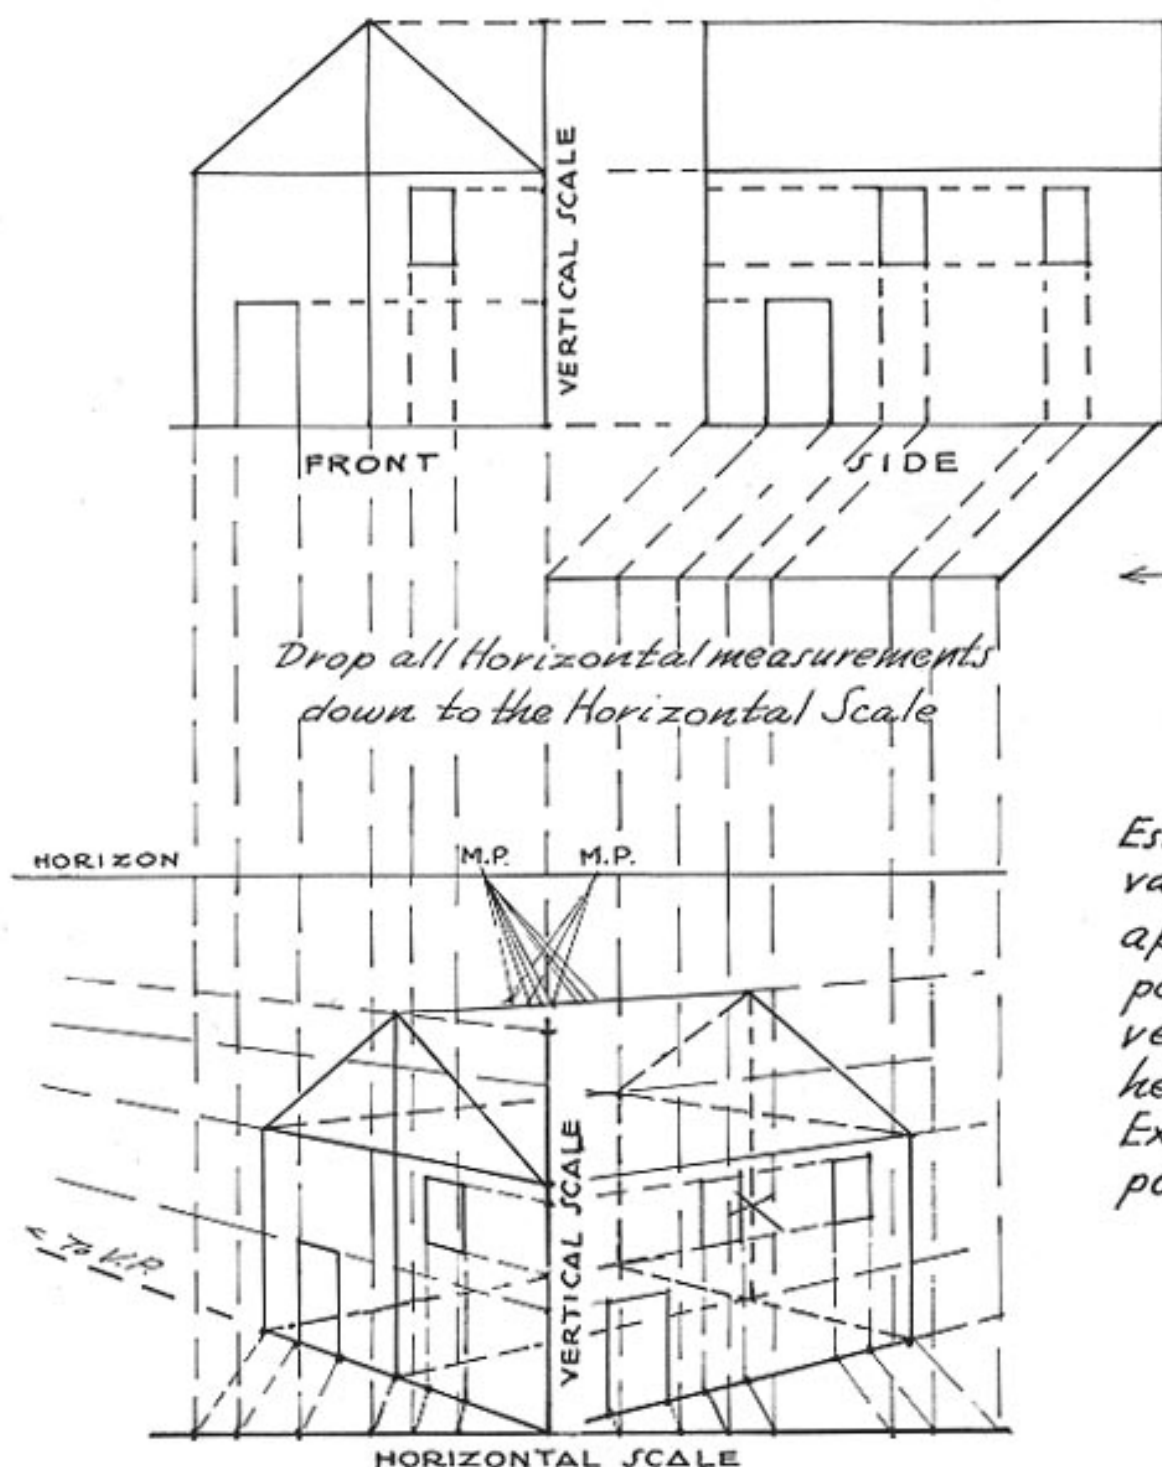 VERTICAL SCALE
FRONT
SIDE
Drop all Horizontal measurements
down to the Horizontal Scale
HORIZON
M.P.
M.P.
To V.P.
VERTICAL SCALE
HORIZONTAL SCALE